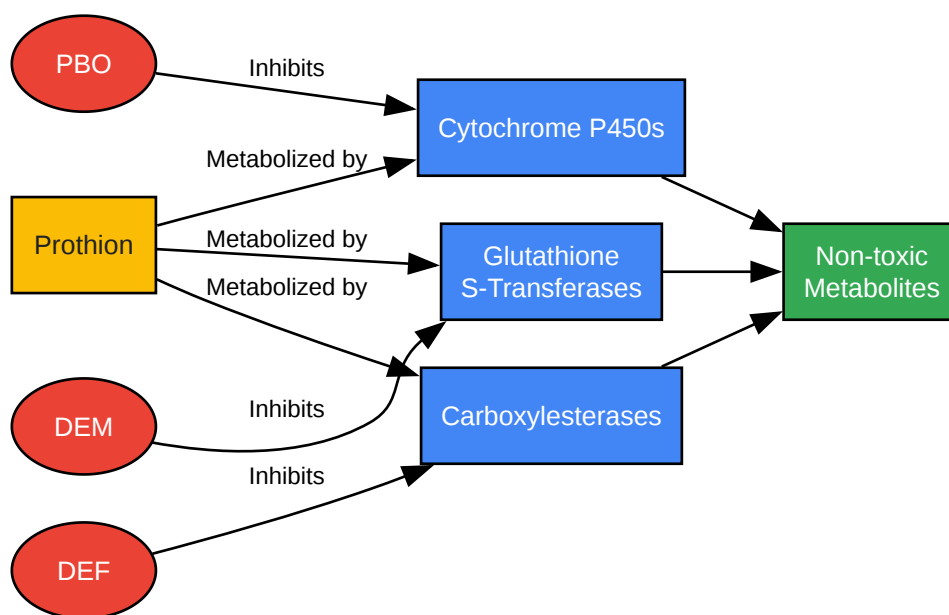 PBO
Inhibits
Cytochrome P450s
Metabolized by
Prothion
Metabolized by
Glutathione
S-Transferases
Non-toxic
Metabolites
Metabolized by
DEM
Inhibits
Carboxylesterases
Inhibits
DEF